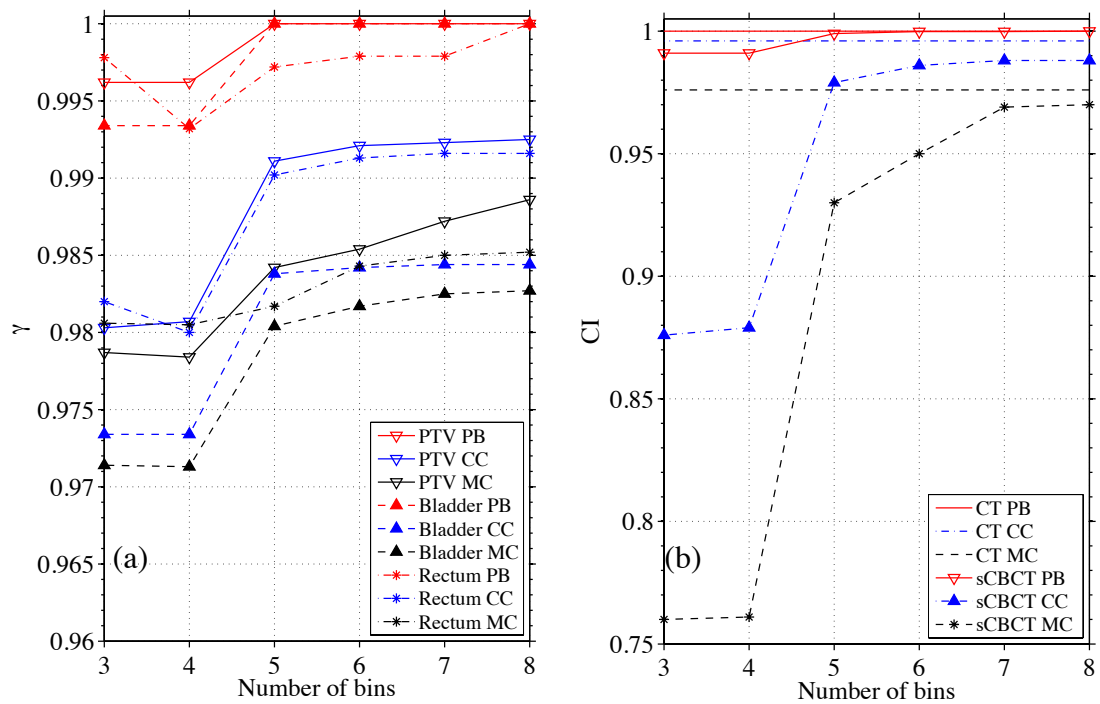 1
0.995
0.99
0.985
0.98
0.975
0.97
0.965
0.96
γ
3 4 5 6 7 8
Number of bins
(a)
PTV PB
PTV CC
PTV MC
Bladder PB
Bladder CC
Bladder MC
Rectum PB
Rectum CC
Rectum MC
1
0.95
0.9
0.85
0.8
0.75
CI
3 4 5 6 7 8
Number of bins
(b)
CT PB
CT CC
CT MC
sCBCT PB
sCBCT CC
sCBCT MC